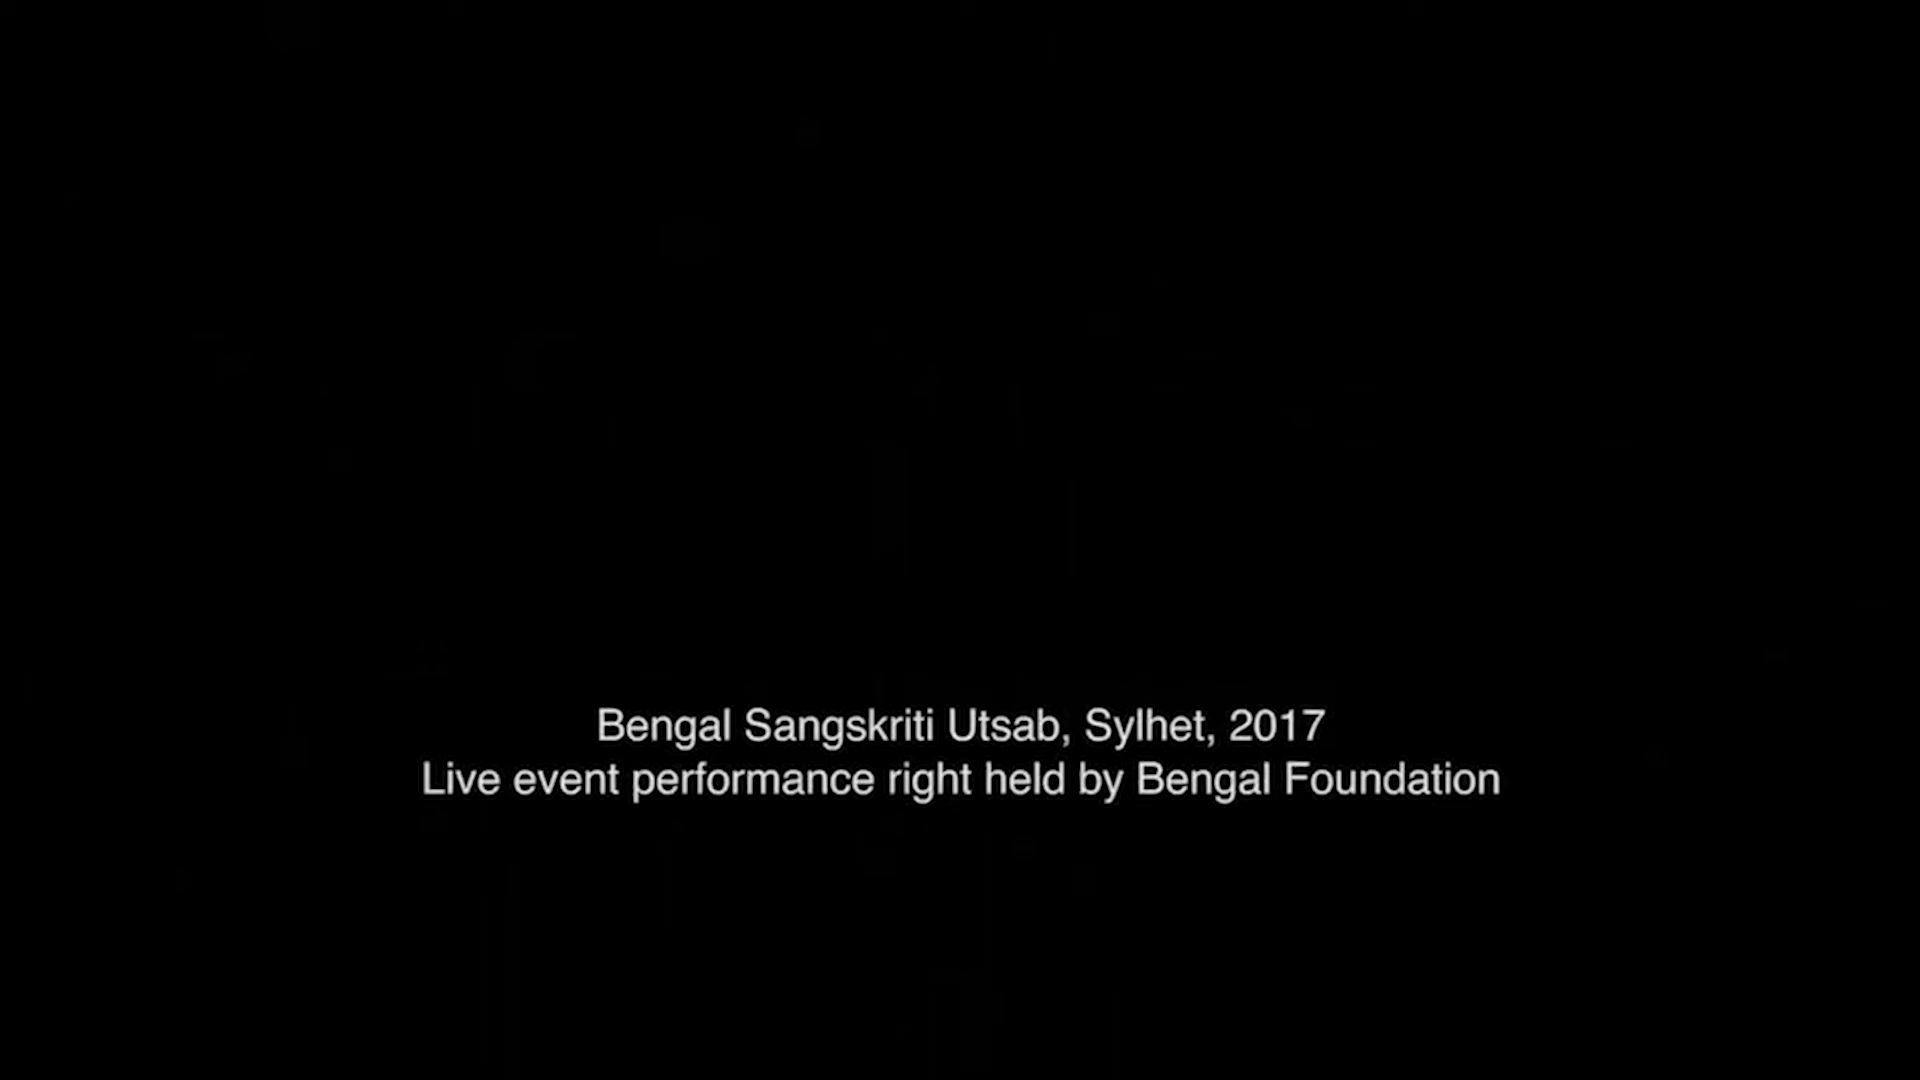 Bengal Sangskriti Utsab, Sylhet, 2017
Live event performance right held by Bengal Foundation